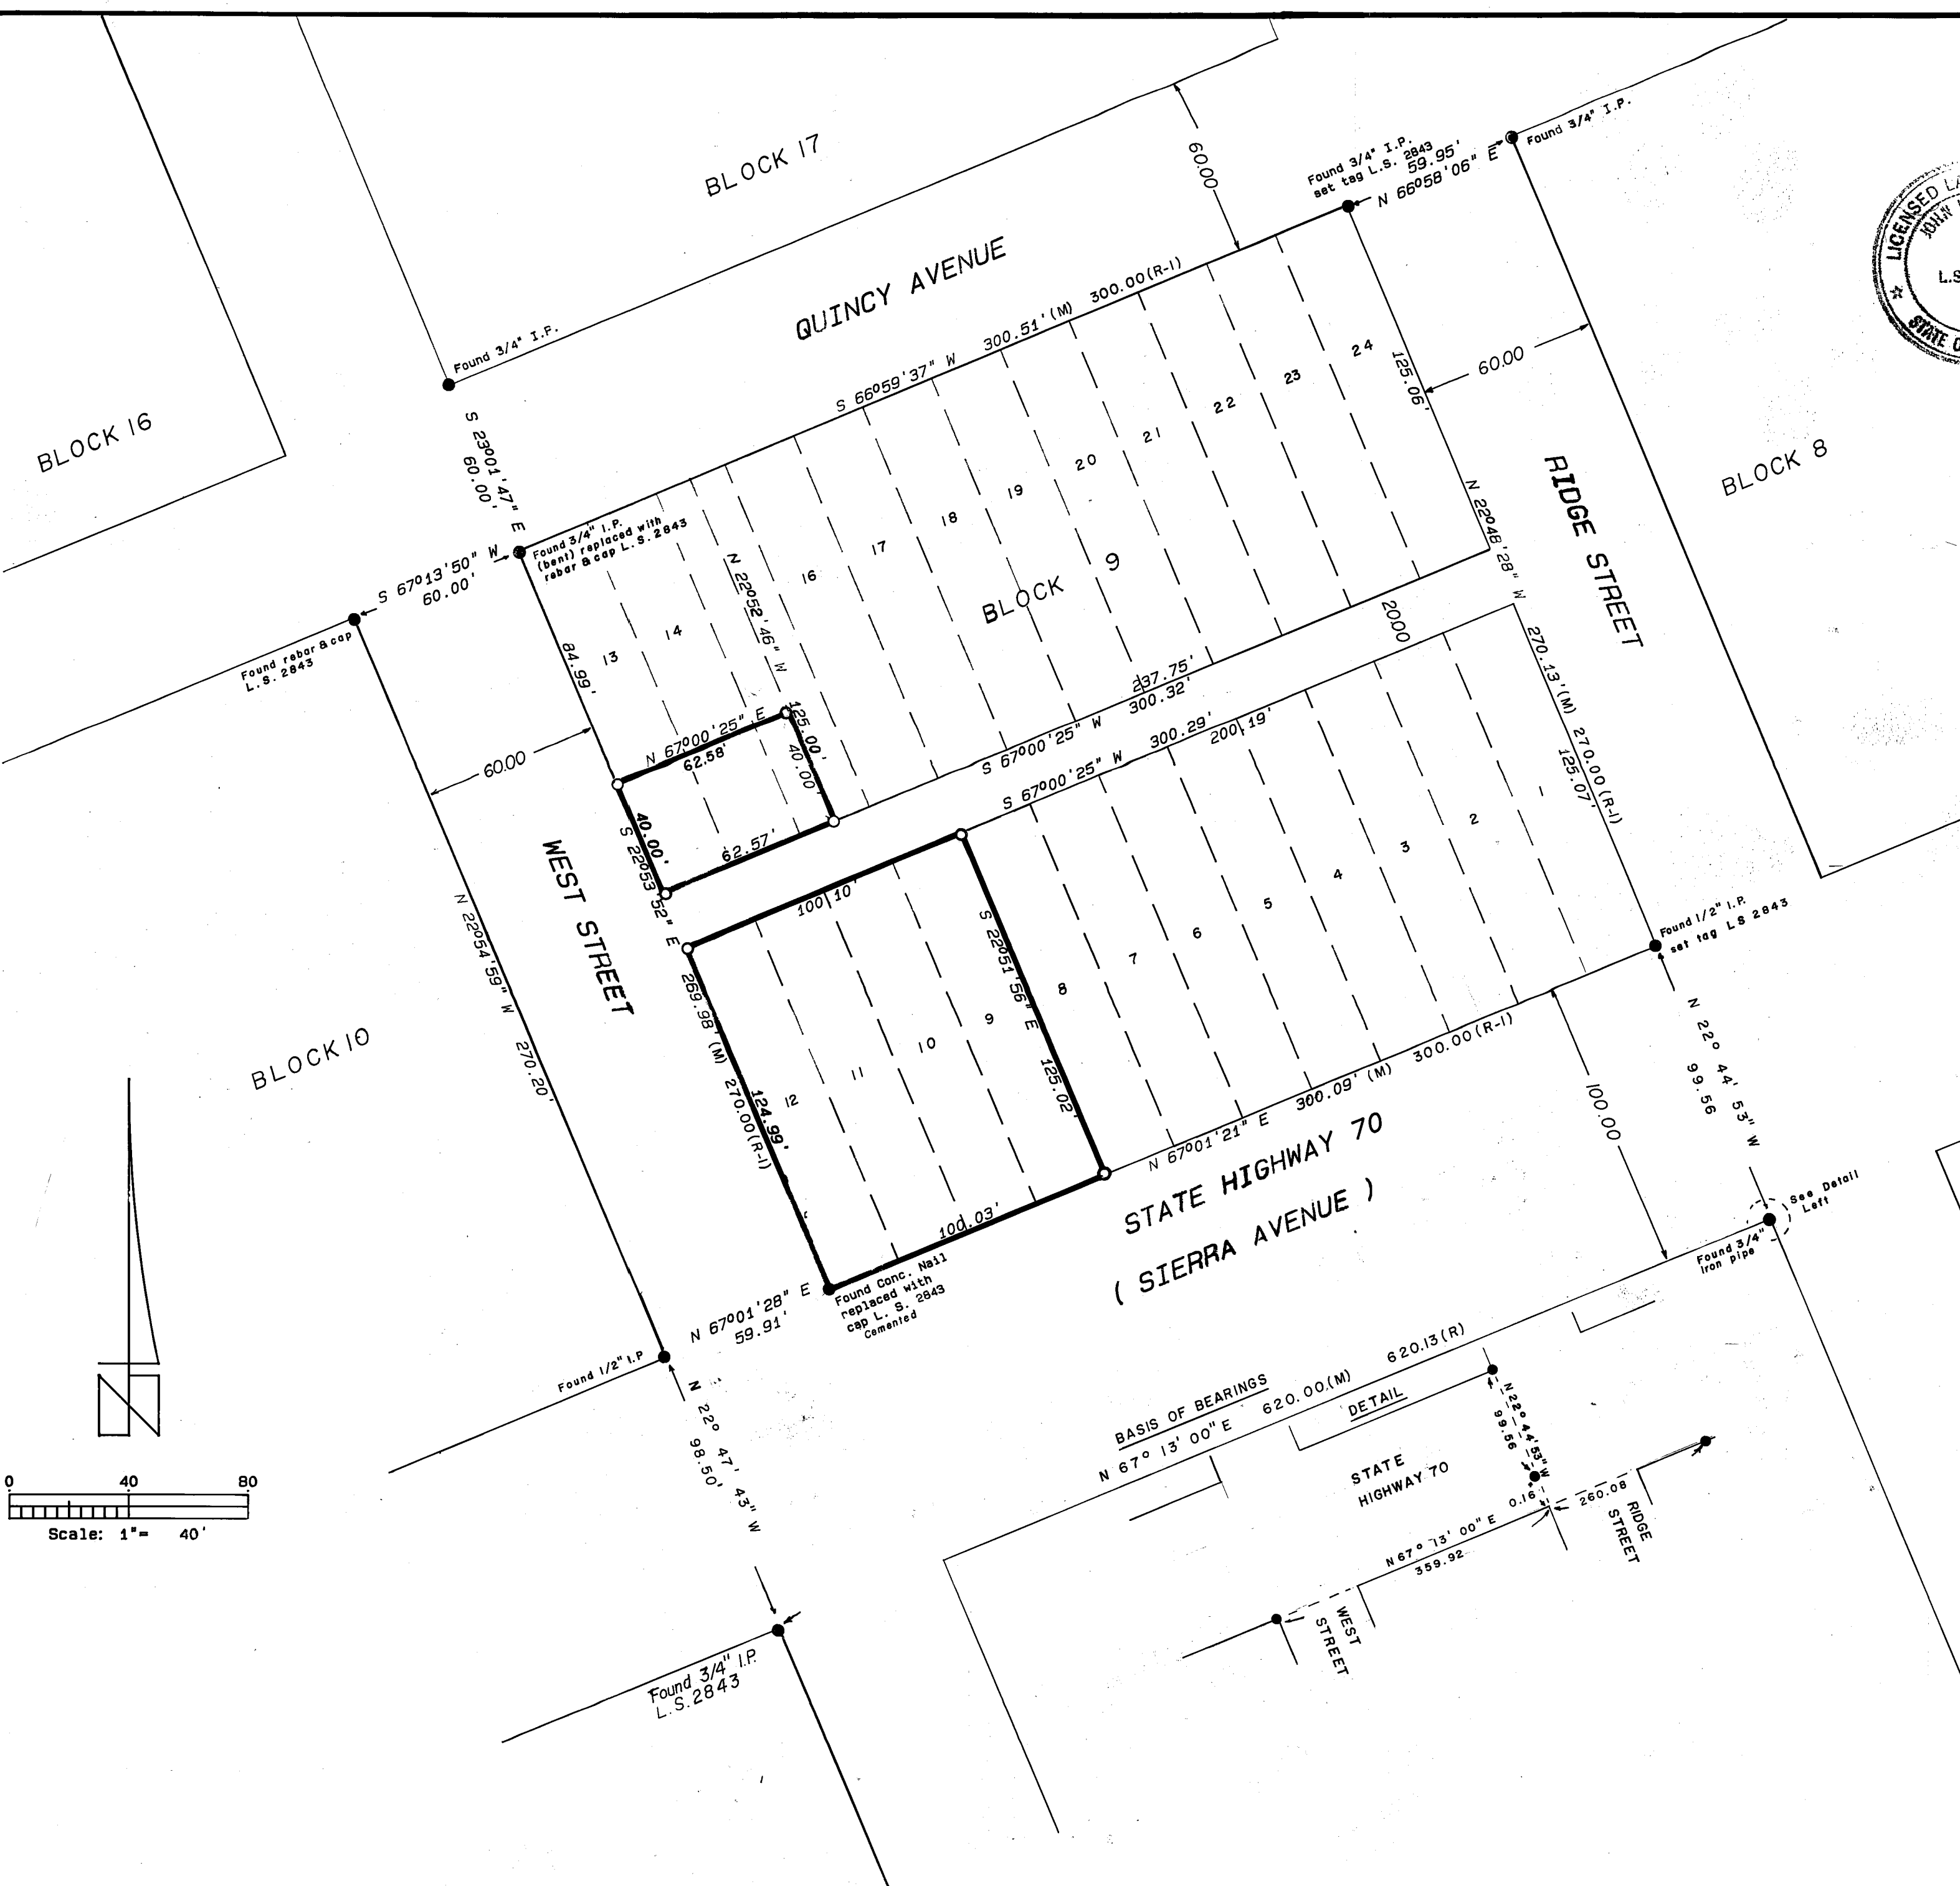 BLOCK 17
60.00
Found 3/4" I.P.
set tag L.S. 2843
59.95'
N 66°58'06" E
Found 3/4" I.P.
LICENSED
STATE
QUINCY AVENUE
Found 3/4" I.P.
S 66°59'37" W
300.51'(M)
300.00(R-1)
BLOCK 16
S 23°01'47" E
60.00'
S 67°13'50" W
60.00'
Found 3/4" I.P.
(bent) replaced with
rebar & cap L.S. 2843
Found rebar & cap
L.S. 2843
84.99'
13
14
N 22°52'46" W
16
17
18
19
20
21
22
23
24
125.06'
60.00
N 22°48'28" W
RIDGE STREET
BLOCK 8
BLOCK 9
60.00
N 67°00'25" E
62.58'
125.00'
40.00'
40.00'
S 22°53'52" E
62.57'
S 67°00'25" W
237.75'
300.32'
20.00
S 67°00'25" W
300.29'
200.19'
270.13'(M) 270.00(R-1)
125.07'
WEST STREET
N 22°54'59" W
270.20'
100.10'
S 22°51'56" E
125.02'
269.98'(M) 270.00(R-1)
124.99'
12
11
10
9
8
7
6
5
4
3
2
1
BLOCK 10
Found 1/2" I.P.
set tag LS 2843
N 22° 44' 53" W
99.56
100.00
100.03'
N 67°01'21" E
300.09' (M)
300.00(R-1)
STATE HIGHWAY 70
( SIERRA AVENUE )
Found Conc. Nail
replaced with
cap L. S. 2843
Cemented
N 67°01'28" E
59.91'
Found 1/2" I.P
N 22° 47' 43" W
98.50'
Found 3/4" I.P.
L.S. 2843
See Detail
Left
Found 3/4"
Iron pipe
BASIS OF BEARINGS
N 67° 13' 00" E 620.00(M) 620.13(R)
DETAIL
STATE
HIGHWAY 70
N 22° 44' 53" W
99.56
0.16
260.08
RIDGE
STREET
N 67° 13' 00" E
359.92
WEST
STREET
N
0 40 80
Scale: 1"= 40'